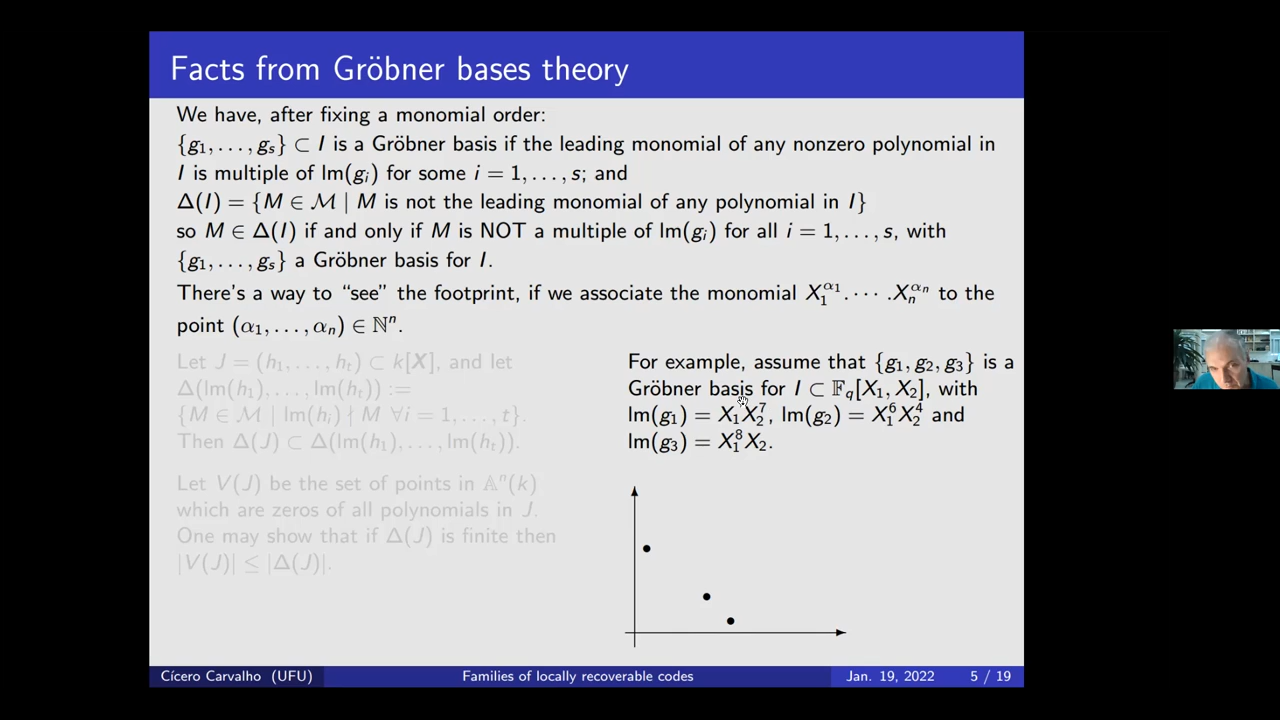 Facts from Gröbner bases theory
We have, after fixing a monomial order:
{g₁, . . . , gₛ} ⊂ I is a Gröbner basis if the leading monomial of any nonzero polynomial in
I is multiple of lm(gᵢ) for some i = 1, . . . , s; and
Δ(I) = {M ∈ ℳ | M is not the leading monomial of any polynomial in I}
so M ∈ Δ(I) if and only if M is NOT a multiple of lm(gᵢ) for all i = 1, . . . , s, with
{g₁, . . . , gₛ} a Gröbner basis for I.
There's a way to “see” the footprint, if we associate the monomial X₁^{α₁}. · · · .Xₙ^{αₙ} to the
point (α₁, . . . , αₙ) ∈ ℕⁿ.
Let J = (h₁, . . . , hₜ) ⊂ k[X], and let
Δ(lm(h₁), . . . , lm(hₜ)) :=
{M ∈ ℳ | lm(hᵢ) ∤ M ∀i = 1, . . . , t}.
Then Δ(J) ⊂ Δ(lm(h₁), . . . , lm(hₜ)).
Let V(J) be the set of points in 𝔸ⁿ(k)
which are zeros of all polynomials in J.
One may show that if Δ(J) is finite then
|V(J)| ≤ |Δ(J)|.
For example, assume that {g₁, g₂, g₃} is a
Gröbner basis for I ⊂ 𝔽_q[X₁, X₂], with
lm(g₁) = X₁X₂⁷, lm(g₂) = X₁⁶X₂⁴ and
lm(g₃) = X₁⁸X₂.
Cícero Carvalho (UFU)
Families of locally recoverable codes
Jan. 19, 2022
5 / 19